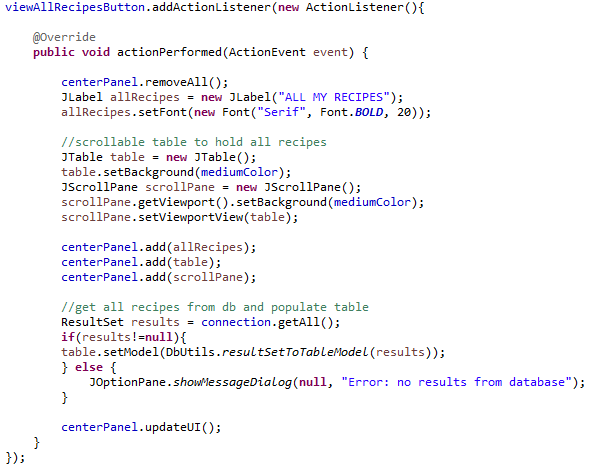 viewAllRecipesButton.addActionListener(new ActionListener(){
@Override
public void actionPerformed(ActionEvent event) {
centerPanel.removeAll();
JLabel allRecipes = new JLabel("ALL MY RECIPES");
allRecipes.setFont(new Font("Serif", Font.BOLD, 20));
//scrollable table to hold all recipes
JTable table = new JTable();
table.setBackground(mediumColor);
JScrollPane scrollPane = new JScrollPane();
scrollPane.getViewport().setBackground(mediumColor);
scrollPane.setViewportView(table);
centerPanel.add(allRecipes);
centerPanel.add(table);
centerPanel.add(scrollPane);
//get all recipes from db and populate table
ResultSet results = connection.getAll();
if(results!=null){
table.setModel(DbUtils.resultSetToTableModel(results));
} else {
JOptionPane.showMessageDialog(null, "Error: no results from database");
}
centerPanel.updateUI();
}
});